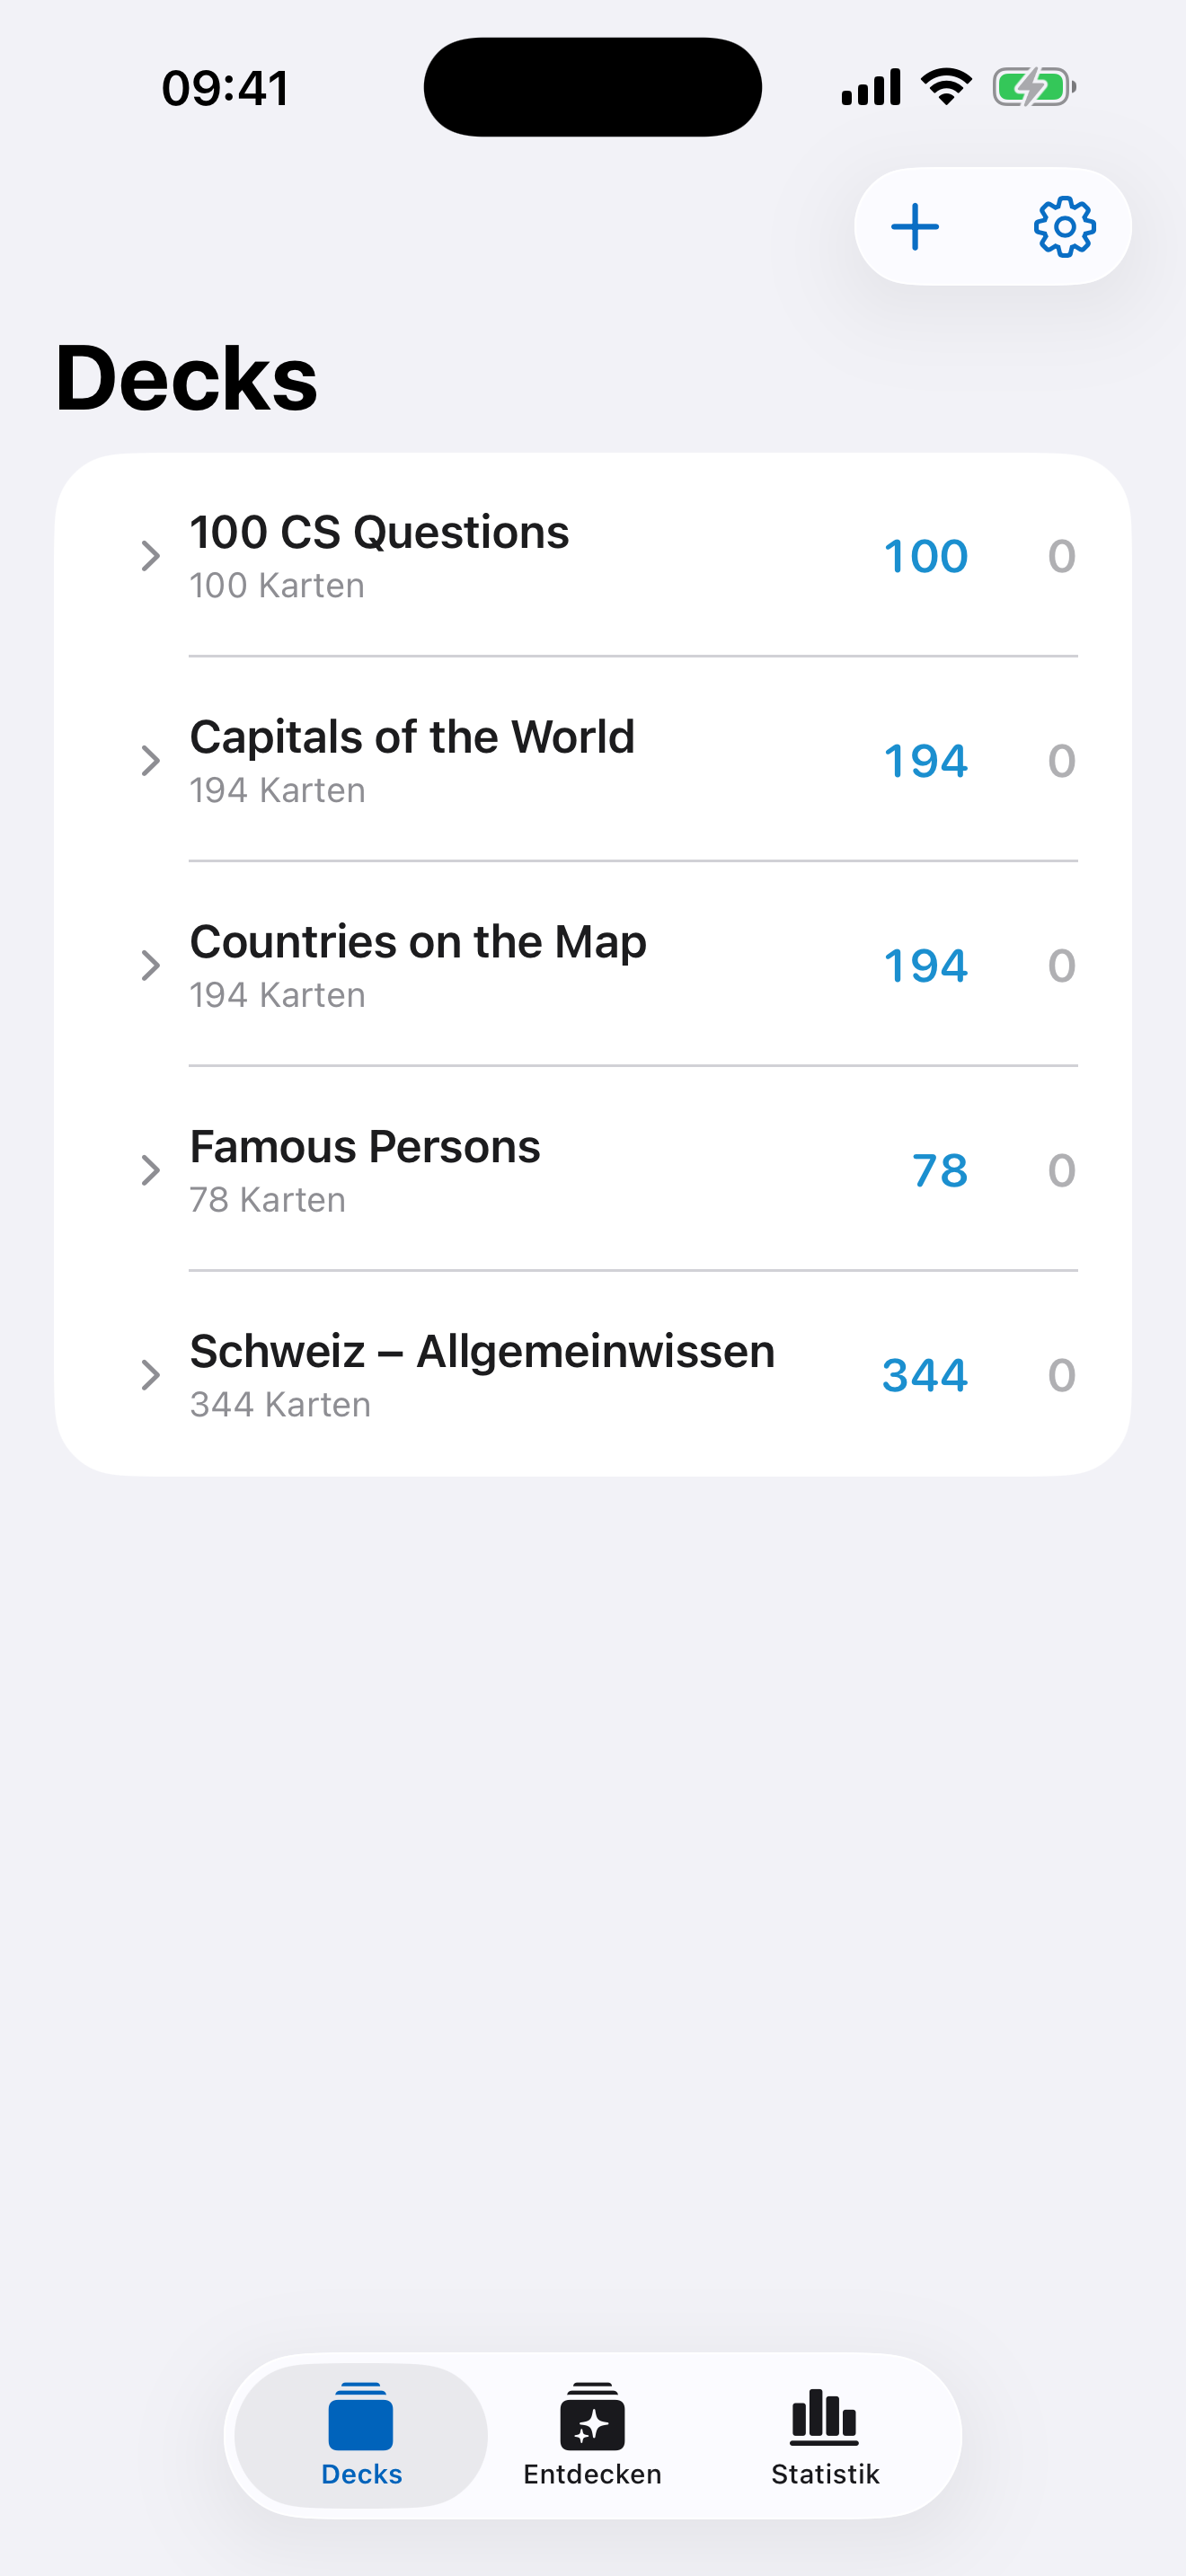 09:41
Decks
100 CS Questions
100 Karten
100 0
Capitals of the World
194 Karten
194 0
Countries on the Map
194 Karten
194 0
Famous Persons
78 Karten
78 0
Schweiz – Allgemeinwissen
344 Karten
344 0
Decks Entdecken Statistik